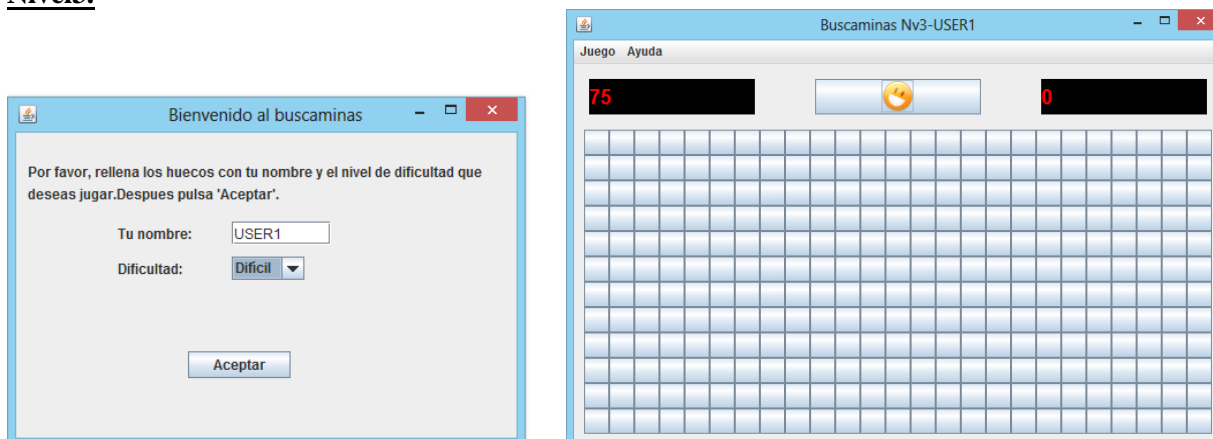 Nivel3:
Bienvenido al buscaminas
Por favor, rellena los huecos con tu nombre y el nivel de dificultad que
deseas jugar.Despues pulsa 'Aceptar'.
Tu nombre: USER1
Dificultad: Dificil
Aceptar
Buscaminas Nv3-USER1
Juego Ayuda
75 0